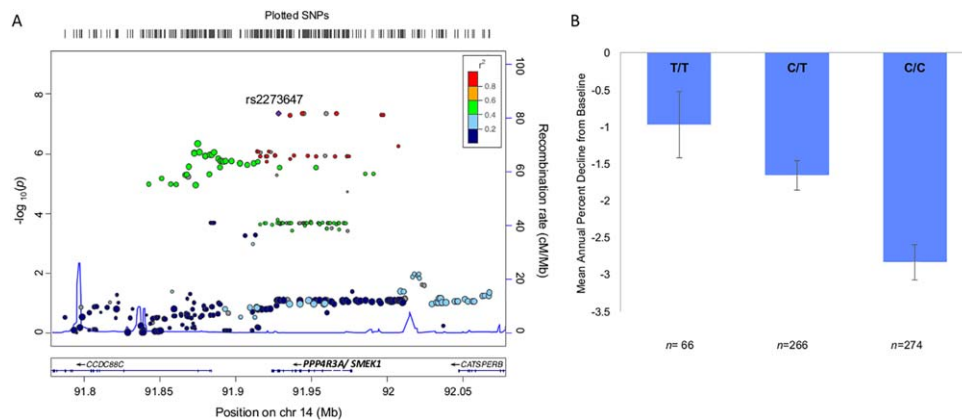 A
Plotted SNPs
rs2273647
r²
0.8
0.6
0.4
0.2
8
6
4
2
0
-log₁₀(p)
100
80
60
40
20
0
Recombination rate (cM/Mb)
←CCDC88C
←PPP4R3A/ SMEK1
←CATSPERB
91.8
91.85
91.9
91.95
92
92.05
Position on chr 14 (Mb)
B
Mean Annual Percent Decline from Baseline
0
-0.5
-1
-1.5
-2
-2.5
-3
-3.5
T/T
C/T
C/C
n= 66
n=266
n=274